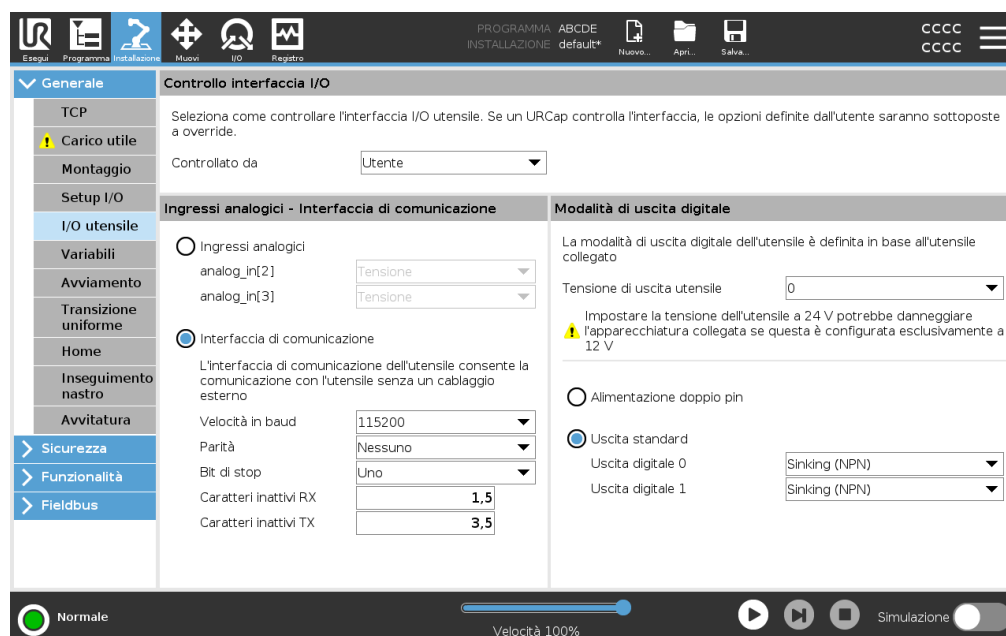 UR
PROGRAMMA ABCDE
INSTALLAZIONE default*
CCCC
CCCC
Esegui Programma Installazione Muovi I/O Registro Nuovo... Apri... Salva...
Generale
TCP
Carico utile
Montaggio
Setup I/O
I/O utensile
Variabili
Avviamento
Transizione
uniforme
Home
Inseguimento
nastro
Avvitatura
Sicurezza
Funzionalità
Fieldbus
Controllo interfaccia I/O
Seleziona come controllare l'interfaccia I/O utensile. Se un URCap controlla l'interfaccia, le opzioni definite dall'utente saranno sottoposte
a override.
Controllato da Utente
Ingressi analogici - Interfaccia di comunicazione
Ingressi analogici
analog_in[2] Tensione
analog_in[3] Tensione
Interfaccia di comunicazione
L'interfaccia di comunicazione dell'utensile consente la
comunicazione con l'utensile senza un cablaggio
esterno
Velocità in baud 115200
Parità Nessuno
Bit di stop Uno
Caratteri inattivi RX 1,5
Caratteri inattivi TX 3,5
Modalità di uscita digitale
La modalità di uscita digitale dell'utensile è definita in base all'utensile
collegato
Tensione di uscita utensile 0
Impostare la tensione dell'utensile a 24 V potrebbe danneggiare
l'apparecchiatura collegata se questa è configurata esclusivamente a
12 V
Alimentazione doppio pin
Uscita standard
Uscita digitale 0 Sinking (NPN)
Uscita digitale 1 Sinking (NPN)
Normale
Velocità 100%
Simulazione